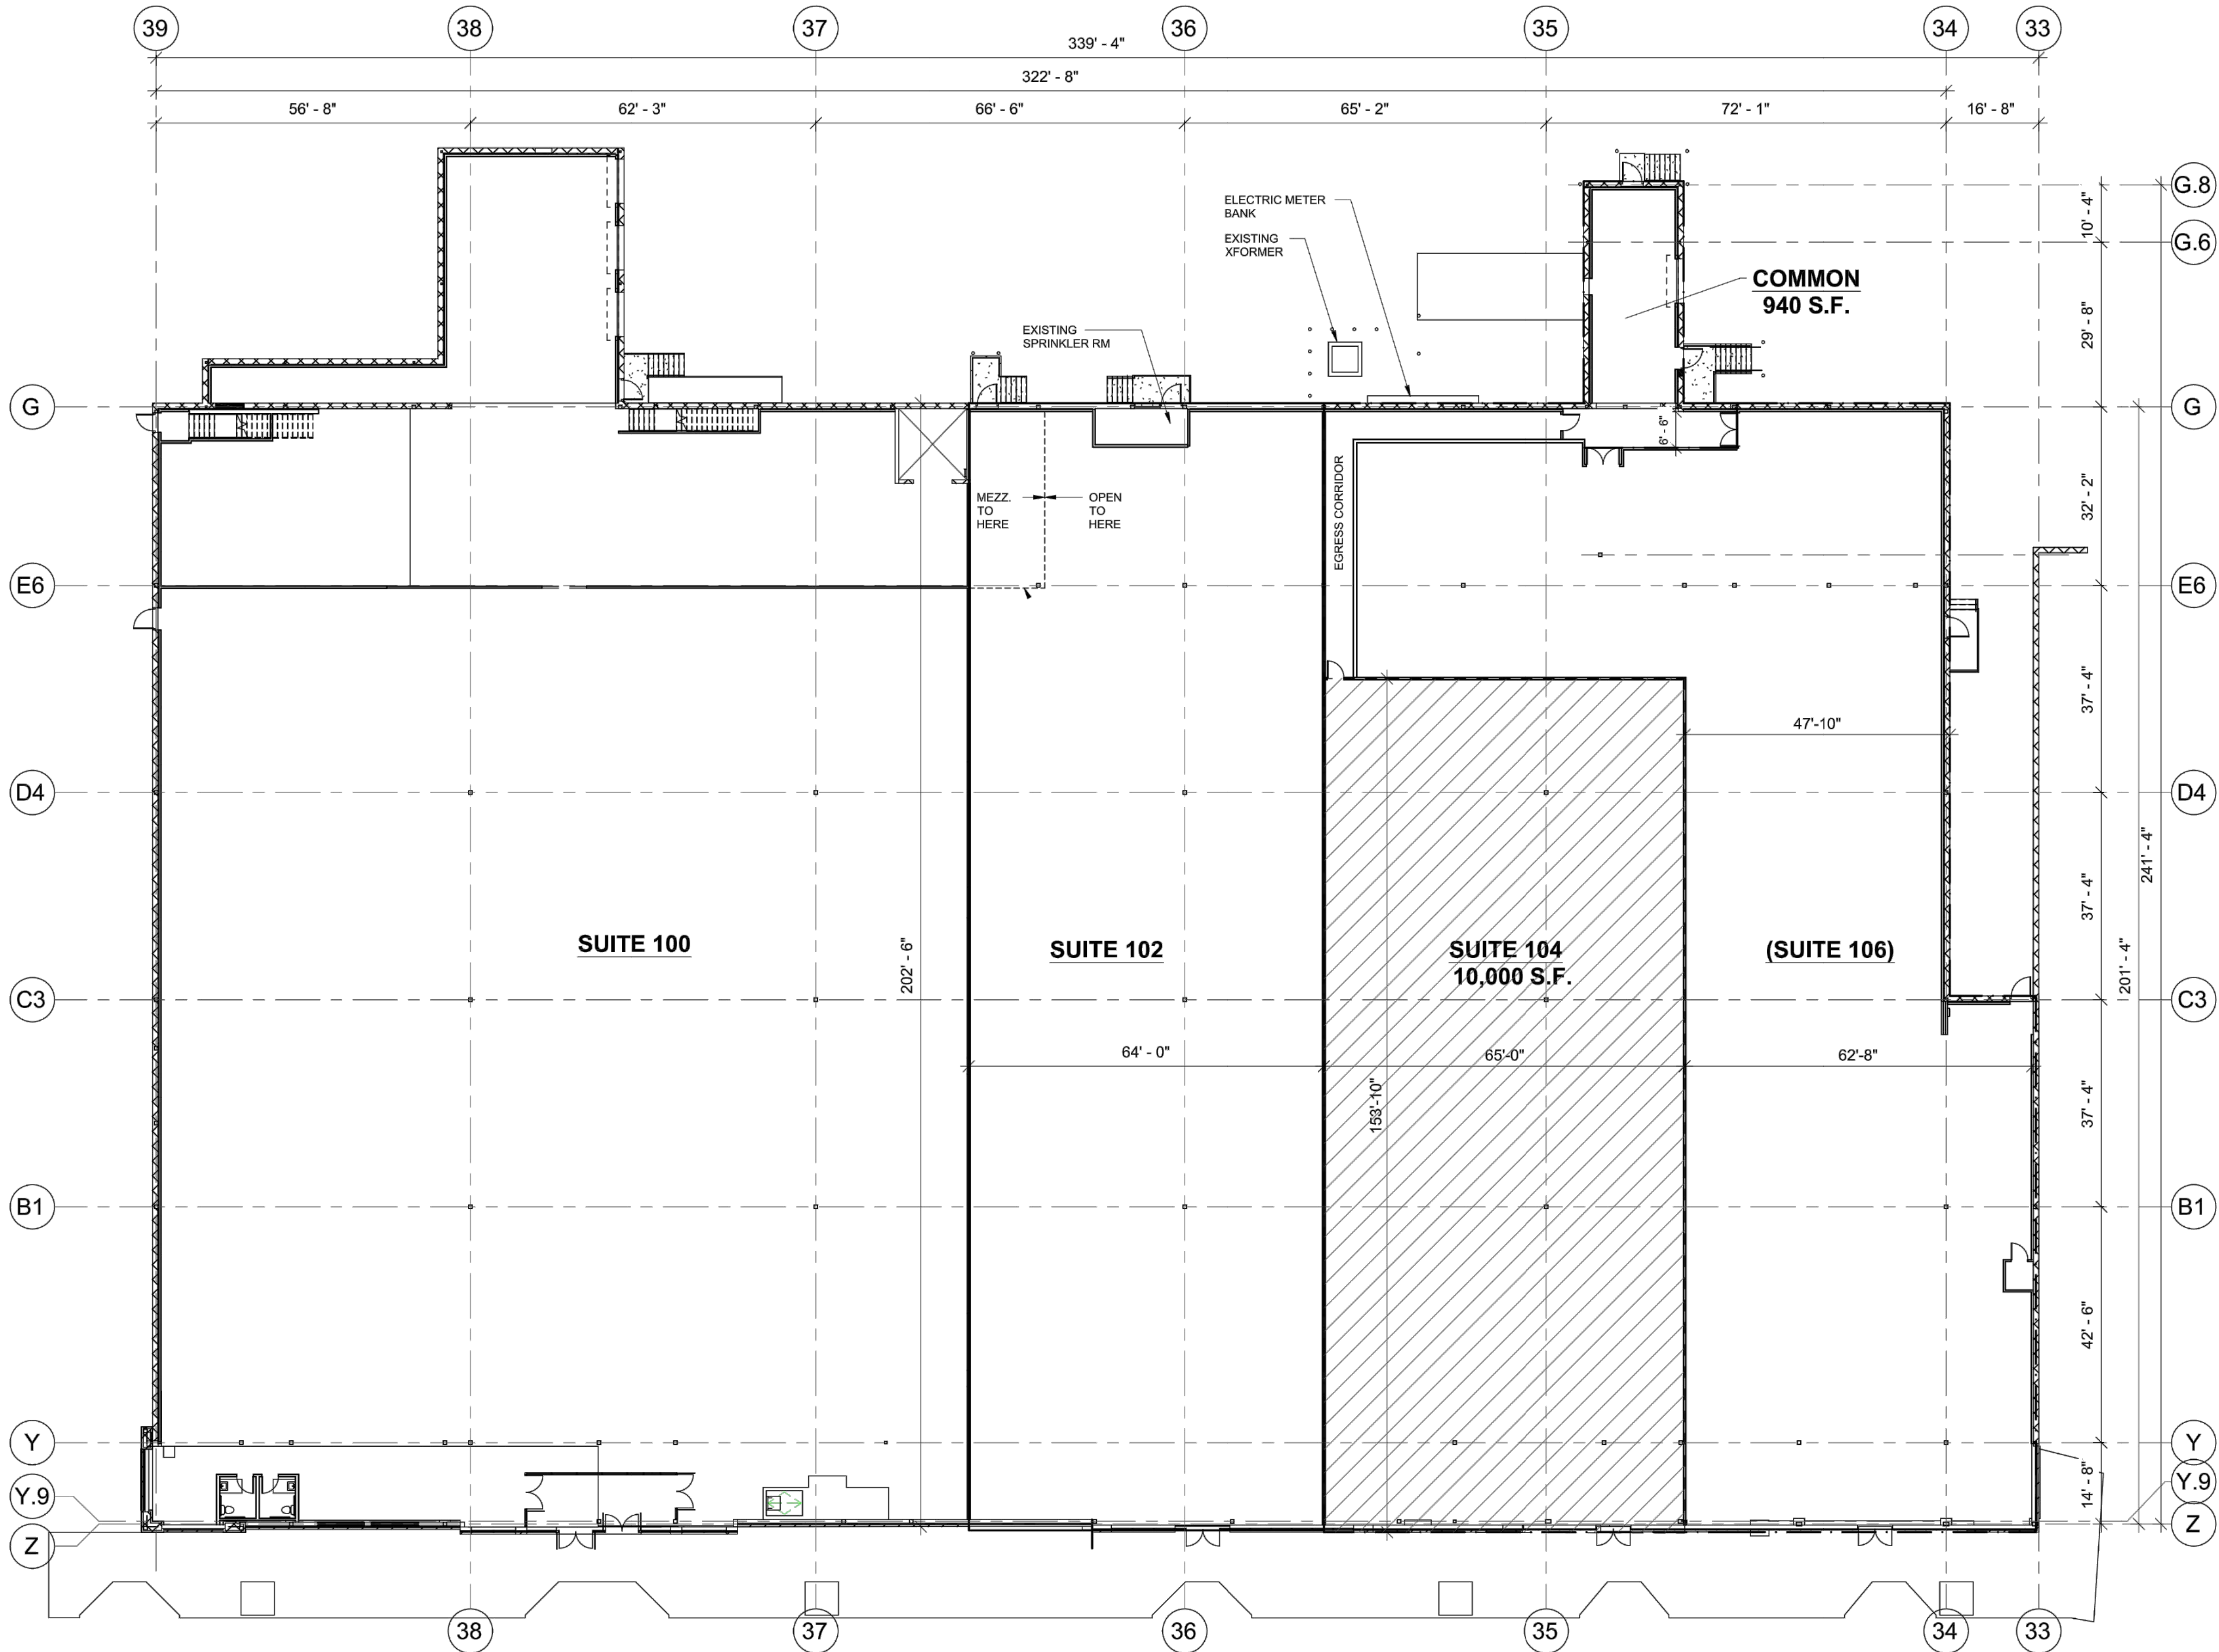 39
38
37
36
35
34
33
339' - 4"
322' - 8"
56' - 8"
62' - 3"
66' - 6"
65' - 2"
72' - 1"
16' - 8"
G.8
10' - 4"
ELECTRIC METER
BANK
EXISTING
XFORMER
G.6
COMMON
940 S.F.
29' - 8"
EXISTING
SPRINKLER RM
G
G
6' - 6"
EGRESS CORRIDOR
MEZZ.
TO
HERE
OPEN
TO
HERE
32' - 2"
E6
E6
37' - 4"
47'-10"
D4
D4
241' - 4"
37' - 4"
SUITE 100
202' - 6"
SUITE 102
SUITE 104
10,000 S.F.
(SUITE 106)
201' - 4"
C3
C3
64' - 0"
65'-0"
62'-8"
153'-10"
37' - 4"
B1
B1
42' - 6"
Y
Y
14' - 8"
Y.9
Y.9
Z
Z
38
37
36
35
34
33